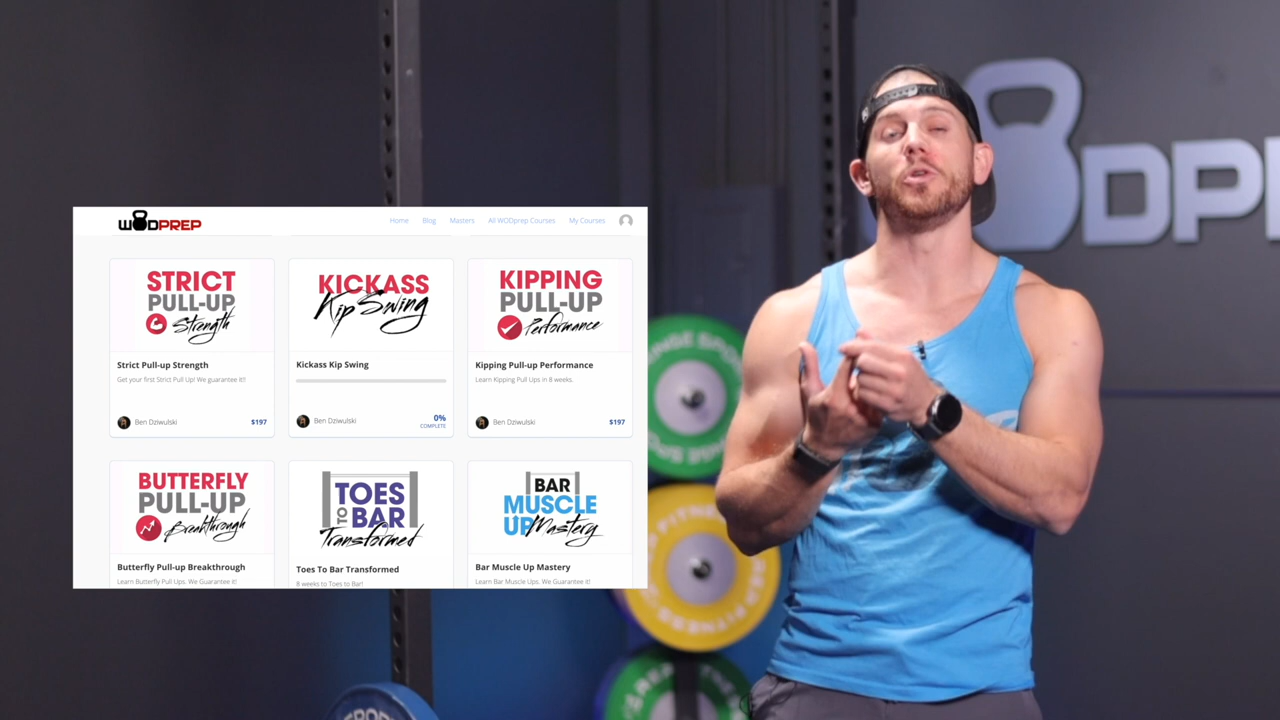 WODPREP
Home Blog Masters All WODprep Courses My Courses
STRICT
PULL-UP
Strength
Strict Pull-up Strength
Get your first Strict Pull Up! We guarantee it!!
Ben Dziwulski $197
KICKASS
Kip Swing
Kickass Kip Swing
Ben Dziwulski 0%
COMPLETE
KIPPING
PULL-UP
Performance
Kipping Pull-up Performance
Learn Kipping Pull Ups in 8 weeks.
Ben Dziwulski $197
BUTTERFLY
PULL-UP
Breakthrough
Butterfly Pull-up Breakthrough
Learn Butterfly Pull Ups. We Guarantee it!
TOES
TO
BAR
Transformed
Toes To Bar Transformed
8 weeks to Toes to Bar!
BAR
MUSCLE
UP Mastery
Bar Muscle Up Mastery
Learn Bar Muscle Ups. We Guarantee it!
DP